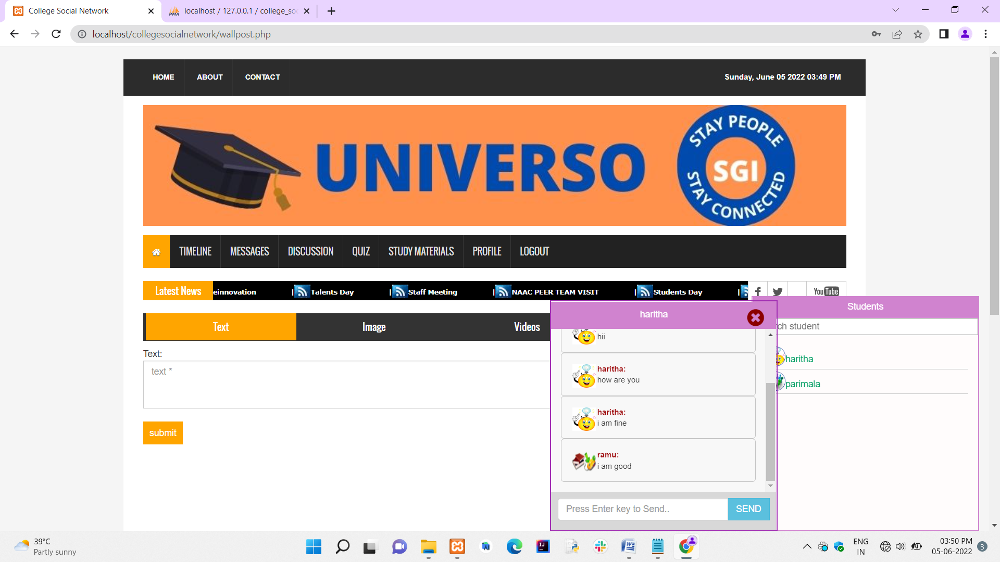 College Social Network
localhost / 127.0.0.1 / college_so
localhost/collegesocialnetwork/wallpost.php
HOME ABOUT CONTACT
Sunday, June 05 2022 03:49 PM
UNIVERSO
STAY PEOPLE
SGI
STAY CONNECTED
TIMELINE MESSAGES DISCUSSION QUIZ STUDY MATERIALS PROFILE LOGOUT
Latest News einnovation | Talents Day | Staff Meeting | NAAC PEER TEAM VISIT | Students Day |
You Tube
Text Image Videos
Text:
text *
submit
haritha
hii
haritha:
how are you
haritha:
i am fine
ramu:
i am good
Press Enter key to Send..
SEND
Students
ch student
haritha
parimala
39°C
Partly sunny
ENG
IN
03:50 PM
05-06-2022
3